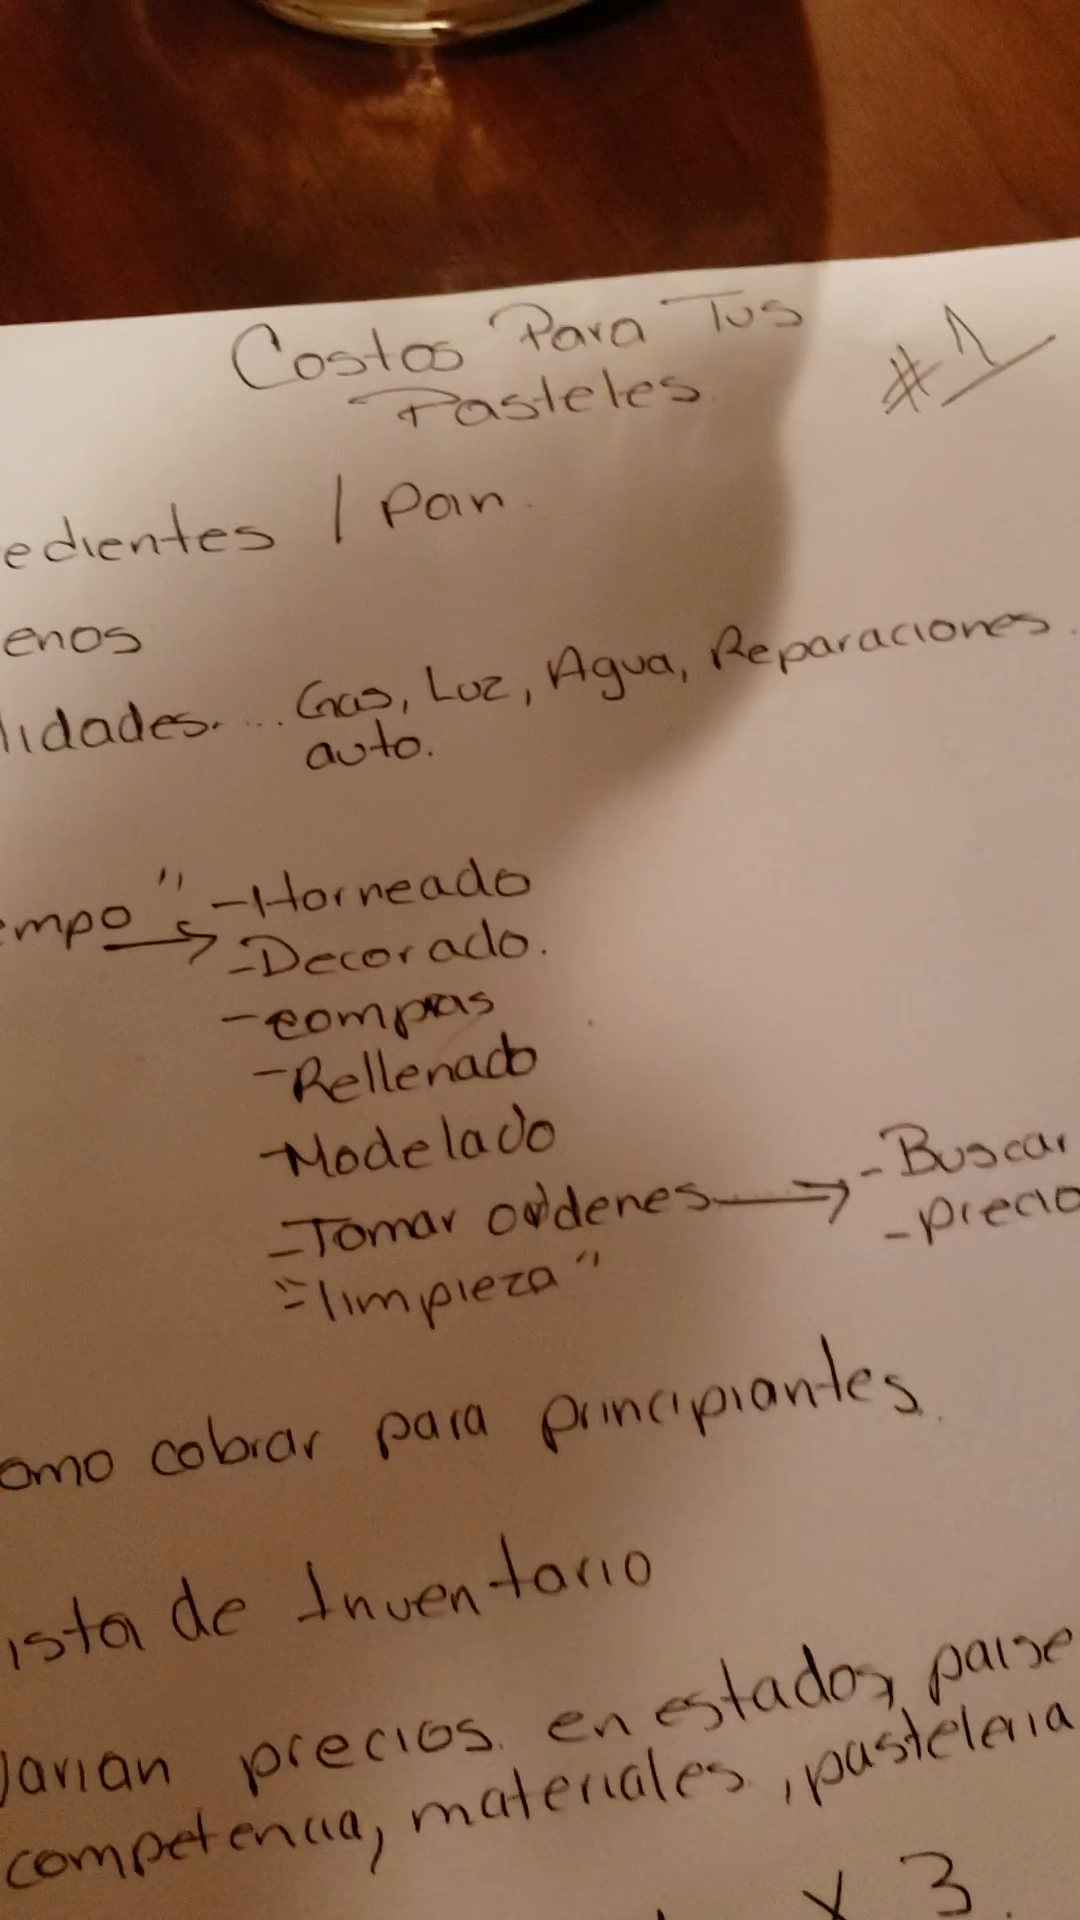 Costos Para Tus
Pasteles.
#1
edientes / Pan.
enos
lidades.... Gas, Luz, Agua, Reparaciones.
auto.
empo" → -Horneado
-Decorado.
-compras
-Rellenado
-Modelado
-Tomar ordenes → -Buscar
-precio
-"limpieza"
omo cobrar para principiantes.
ista de Inventario
Varian precios. en estados, paise
competencia, materiales, pasteleria
x 3.